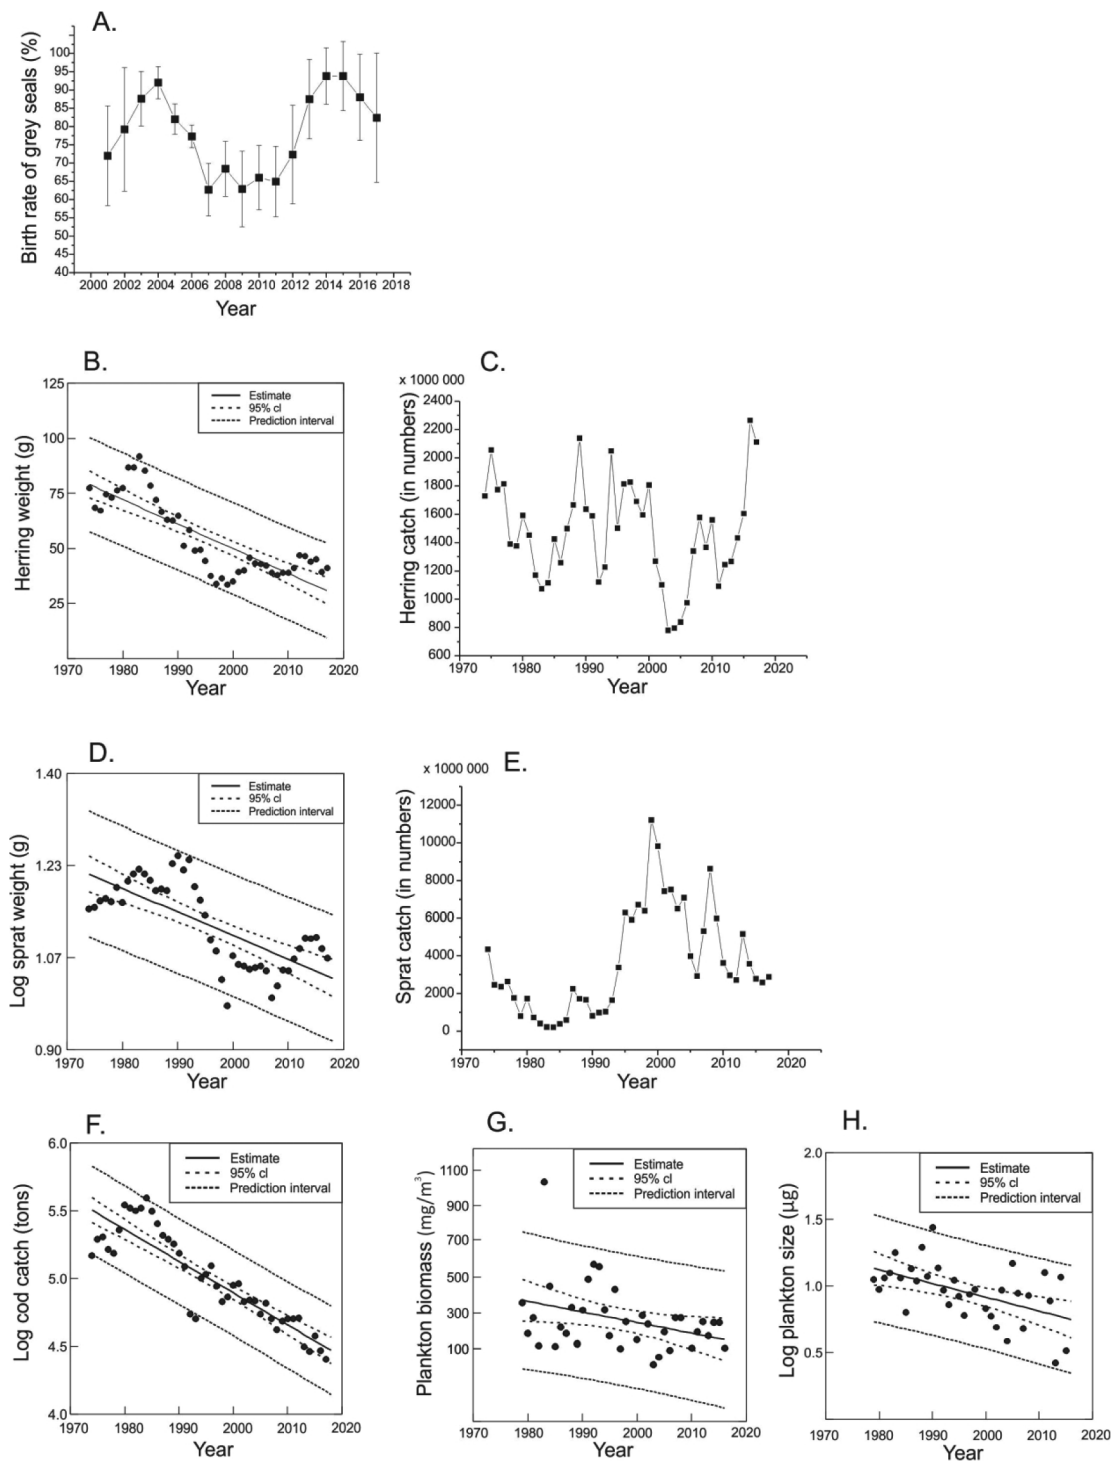 A.
Birth rate of grey seals (%)
100
95
90
85
80
75
70
65
60
55
50
45
40
2000 2002 2004 2006 2008 2010 2012 2014 2016 2018
Year
B.
Herring weight (g)
125
100
75
50
25
Estimate
95% cl
Prediction interval
1970 1980 1990 2000 2010 2020
Year
C.
x 1000 000
Herring catch (in numbers)
2400
2200
2000
1800
1600
1400
1200
1000
800
600
1970 1980 1990 2000 2010 2020
Year
D.
Log sprat weight (g)
1.40
1.23
1.07
0.90
Estimate
95% cl
Prediction interval
1970 1980 1990 2000 2010 2020
Year
E.
x 1000 000
Sprat catch (in numbers)
12000
10000
8000
6000
4000
2000
0
1970 1980 1990 2000 2010 2020
Year
F.
Log cod catch (tons)
6.0
5.5
5.0
4.5
4.0
Estimate
95% cl
Prediction interval
1970 1980 1990 2000 2010 2020
Year
G.
Plankton biomass (mg/m³)
1100
900
700
500
300
100
Estimate
95% cl
Prediction interval
1970 1980 1990 2000 2010 2020
Year
H.
Log plankton size (µg)
2.0
1.5
1.0
0.5
Estimate
95% cl
Prediction interval
1970 1980 1990 2000 2010 2020
Year